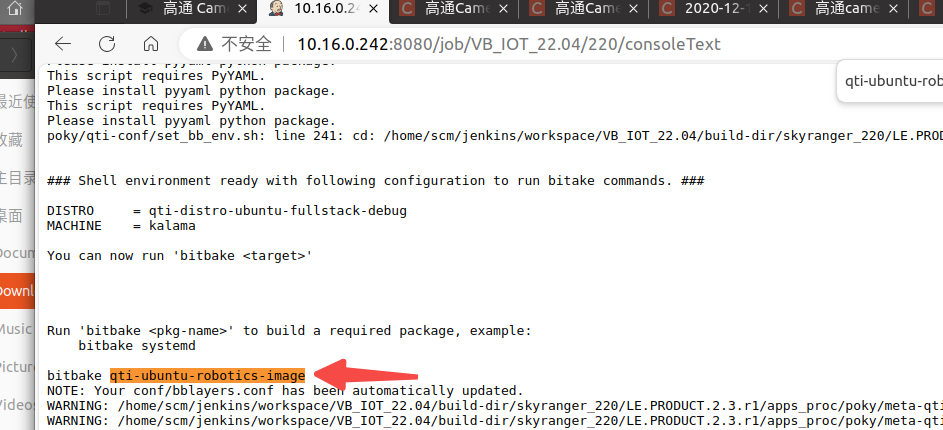 高通 Came
10.16.0.24
高通Came
高通Came
2020-12-1
高通came
不安全
10.16.0.242:8080/job/VB_IOT_22.04/220/consoleText
qti-ubuntu-rob
最近使
收藏
主目录
桌面
Docum
Downl
Music
Pictur
Videos
Please install pyyaml python package.
This script requires PyYAML.
Please install pyyaml python package.
This script requires PyYAML.
Please install pyyaml python package.
poky/qti-conf/set_bb_env.sh: line 241: cd: /home/scm/jenkins/workspace/VB_IOT_22.04/build-dir/skyranger_220/LE.PROD
### Shell environment ready with following configuration to run bitake commands. ###
DISTRO = qti-distro-ubuntu-fullstack-debug
MACHINE = kalama
You can now run 'bitbake <target>'
Run 'bitbake <pkg-name>' to build a required package, example:
bitbake systemd
bitbake qti-ubuntu-robotics-image
NOTE: Your conf/bblayers.conf has been automatically updated.
WARNING: /home/scm/jenkins/workspace/VB_IOT_22.04/build-dir/skyranger_220/LE.PRODUCT.2.3.r1/apps_proc/poky/meta-qti
WARNING: /home/scm/jenkins/workspace/VB_IOT_22.04/build-dir/skyranger_220/LE.PRODUCT.2.3.r1/apps_proc/poky/meta-qti